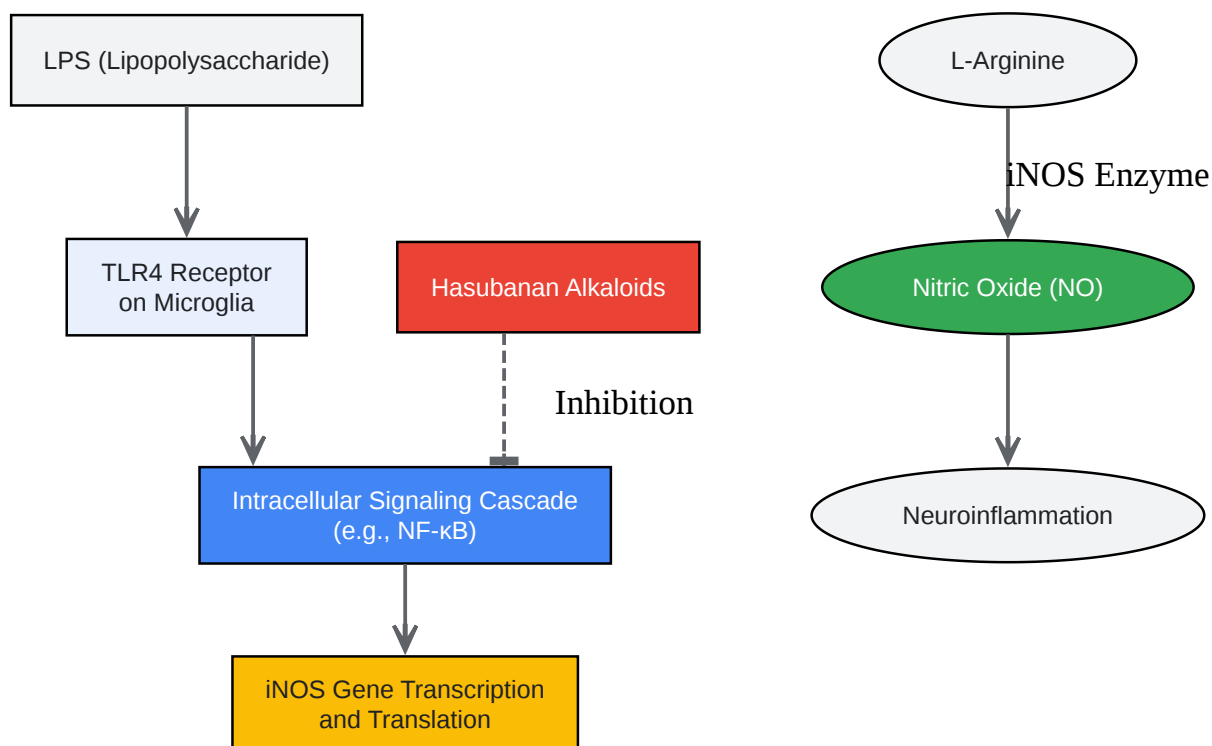 LPS (Lipopolysaccharide)
L-Arginine
iNOS Enzyme
TLR4 Receptor
on Microglia
Hasubanan Alkaloids
Nitric Oxide (NO)
Inhibition
Intracellular Signaling Cascade
(e.g., NF-κB)
Neuroinflammation
iNOS Gene Transcription
and Translation